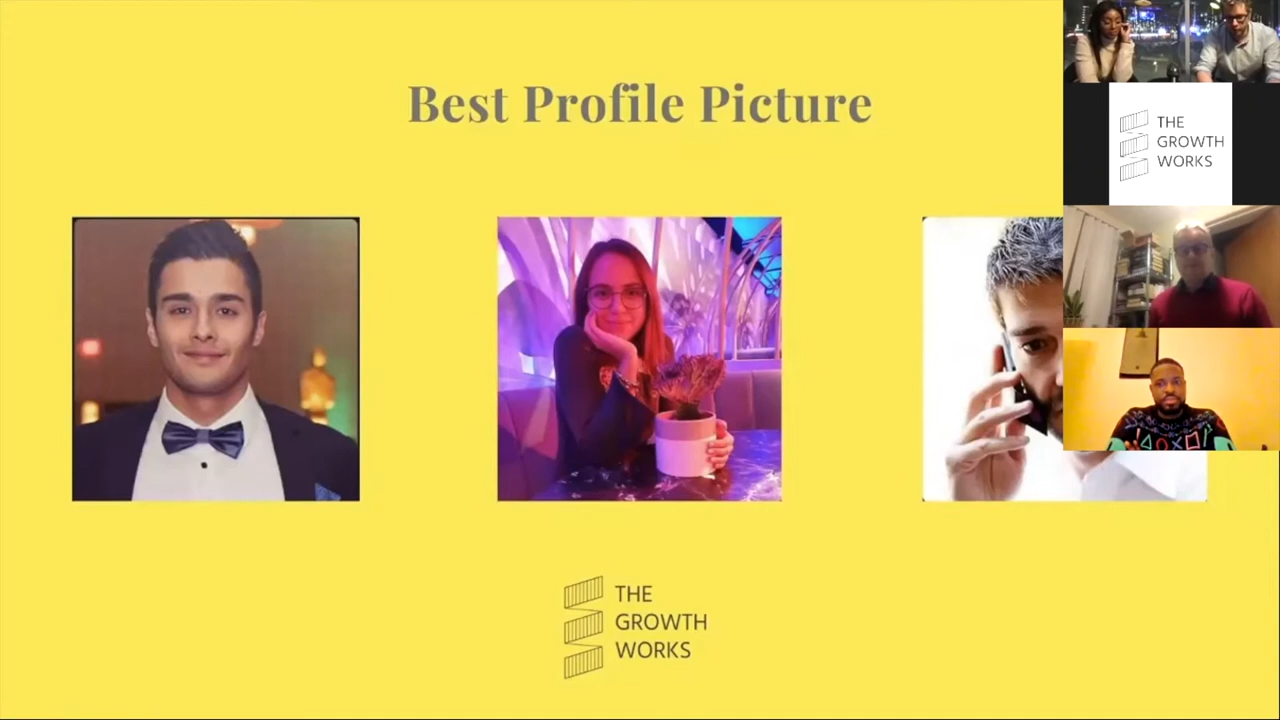 Best Profile Picture
THE
GROWTH
WORKS
THE
GROWTH
WORKS